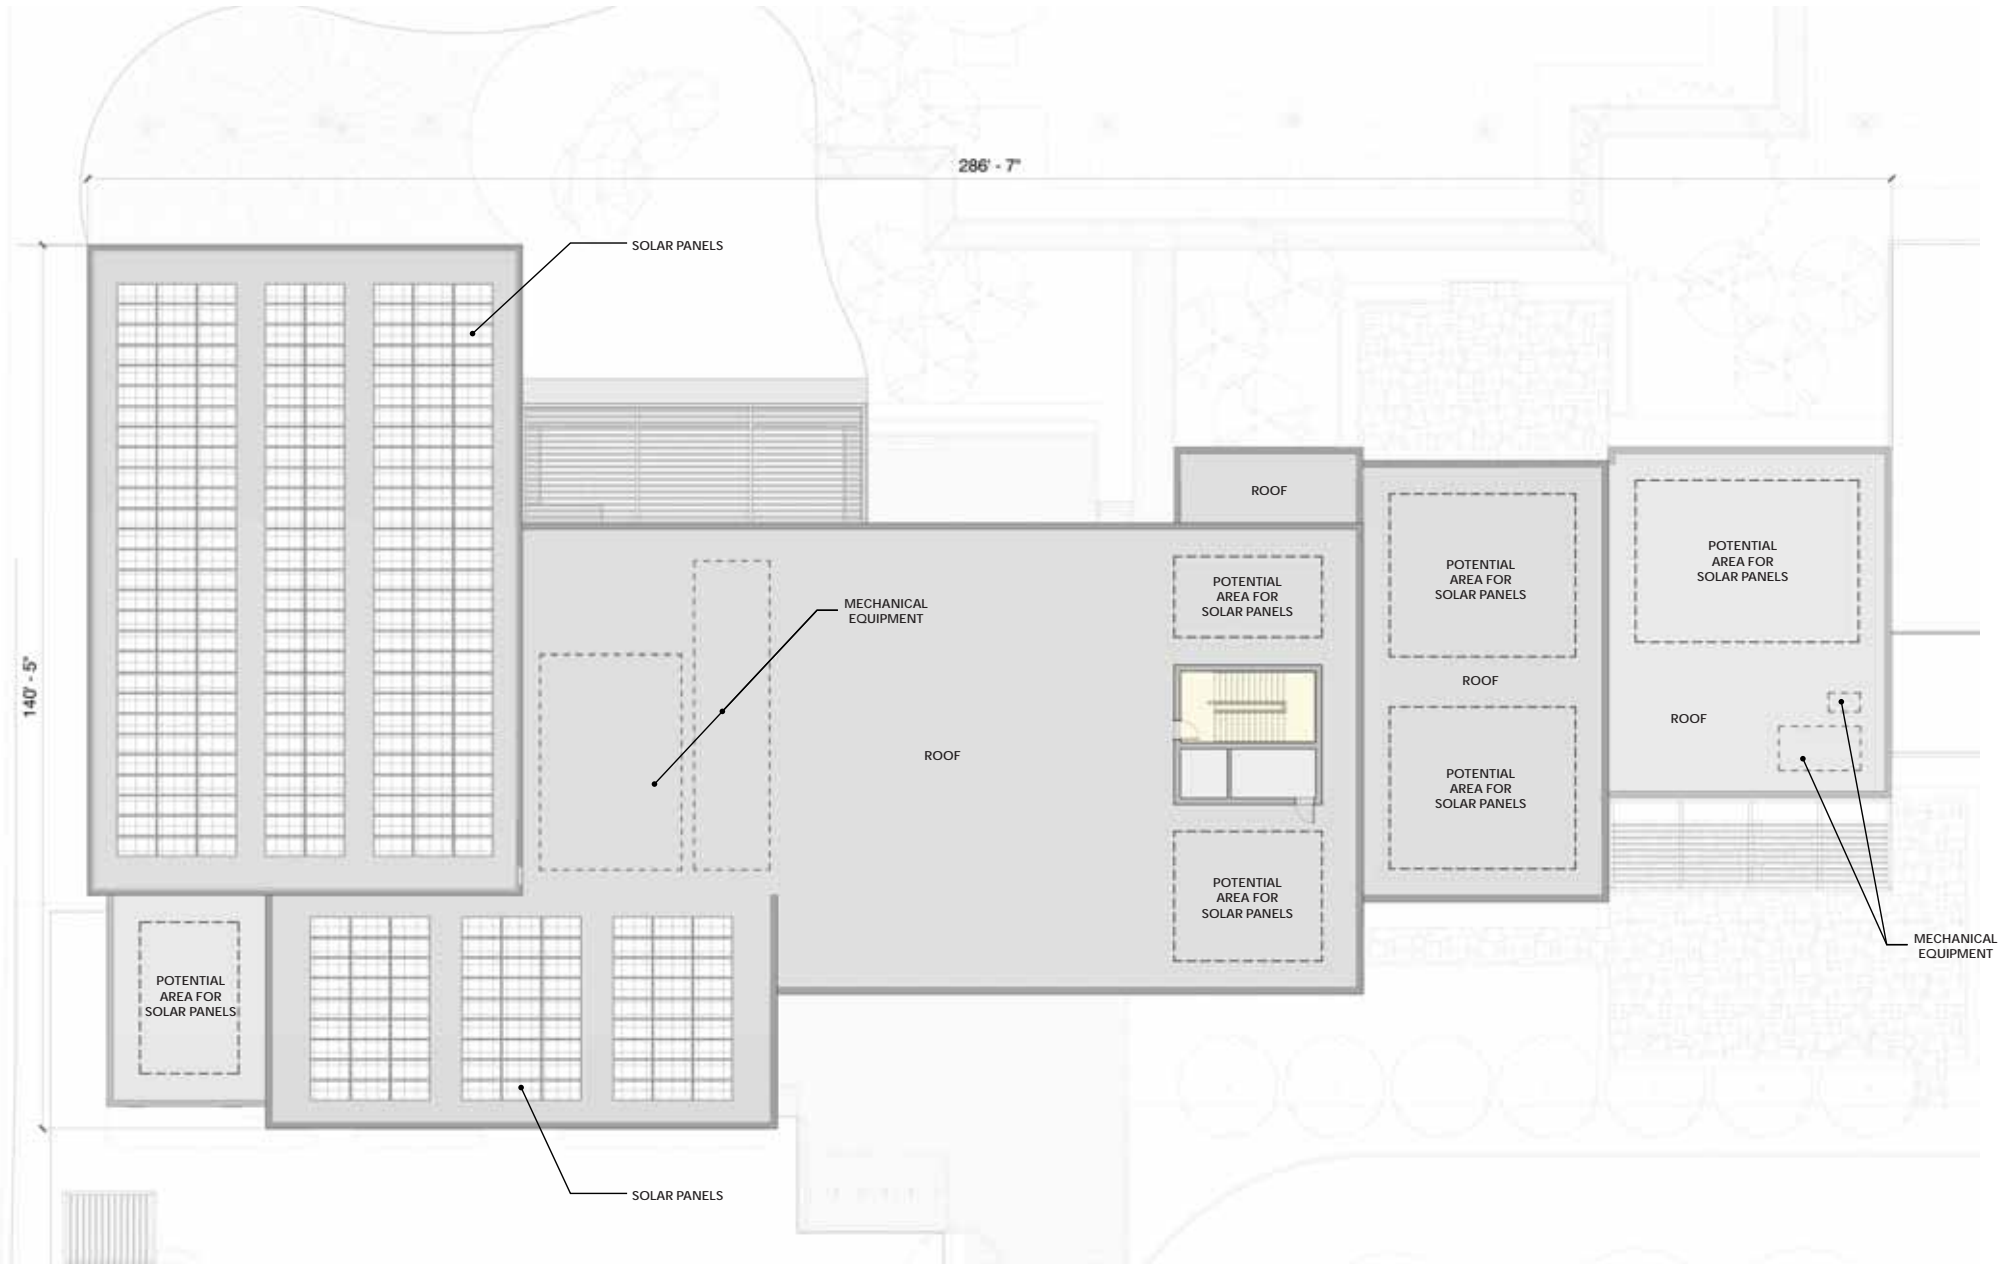 286' - 7"
SOLAR PANELS
ROOF
POTENTIAL
AREA FOR
SOLAR PANELS
POTENTIAL
AREA FOR
SOLAR PANELS
POTENTIAL
AREA FOR
SOLAR PANELS
MECHANICAL
EQUIPMENT
140' - 5"
ROOF
ROOF
ROOF
POTENTIAL
AREA FOR
SOLAR PANELS
POTENTIAL
AREA FOR
SOLAR PANELS
MECHANICAL
EQUIPMENT
POTENTIAL
AREA FOR
SOLAR PANELS
SOLAR PANELS